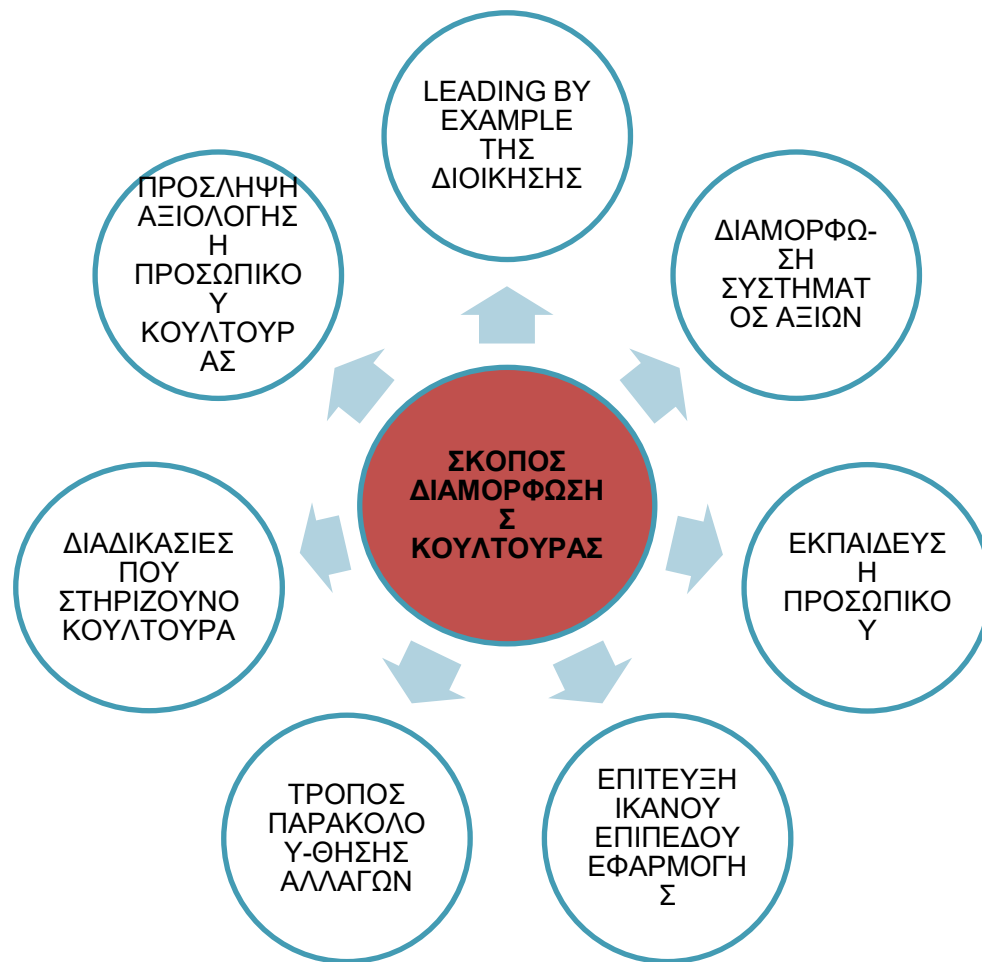 LEADING BY
EXAMPLE
ΤΗΣ
ΔΙΟΙΚΗΣΗΣ
ΔΙΑΜΟΡΦΩ-
ΣΗ
ΣΥΣΤΗΜΑΤ
ΟΣ ΑΞΙΩΝ
ΕΚΠΑΙΔΕΥΣ
Η
ΠΡΟΣΩΠΙΚΟ
Υ
ΕΠΙΤΕΥΞΗ
ΙΚΑΝΟΥ
ΕΠΙΠΕΔΟΥ
ΕΦΑΡΜΟΓΗ
Σ
ΤΡΟΠΟΣ
ΠΑΡΑΚΟΛΟ
Υ-ΘΗΣΗΣ
ΑΛΛΑΓΩΝ
ΔΙΑΔΙΚΑΣΙΕΣ
ΠΟΥ
ΣΤΗΡΙΖΟΥΝΟ
ΚΟΥΛΤΟΥΡΑ
ΠΡΟΣΛΗΨΗ
ΑΞΙΟΛΟΓΗΣ
Η
ΠΡΟΣΩΠΙΚΟ
Υ
ΚΟΥΛΤΟΥΡ
ΑΣ
ΣΚΟΠΟΣ
ΔΙΑΜΟΡΦΩΣΗ
Σ
ΚΟΥΛΤΟΥΡΑΣ